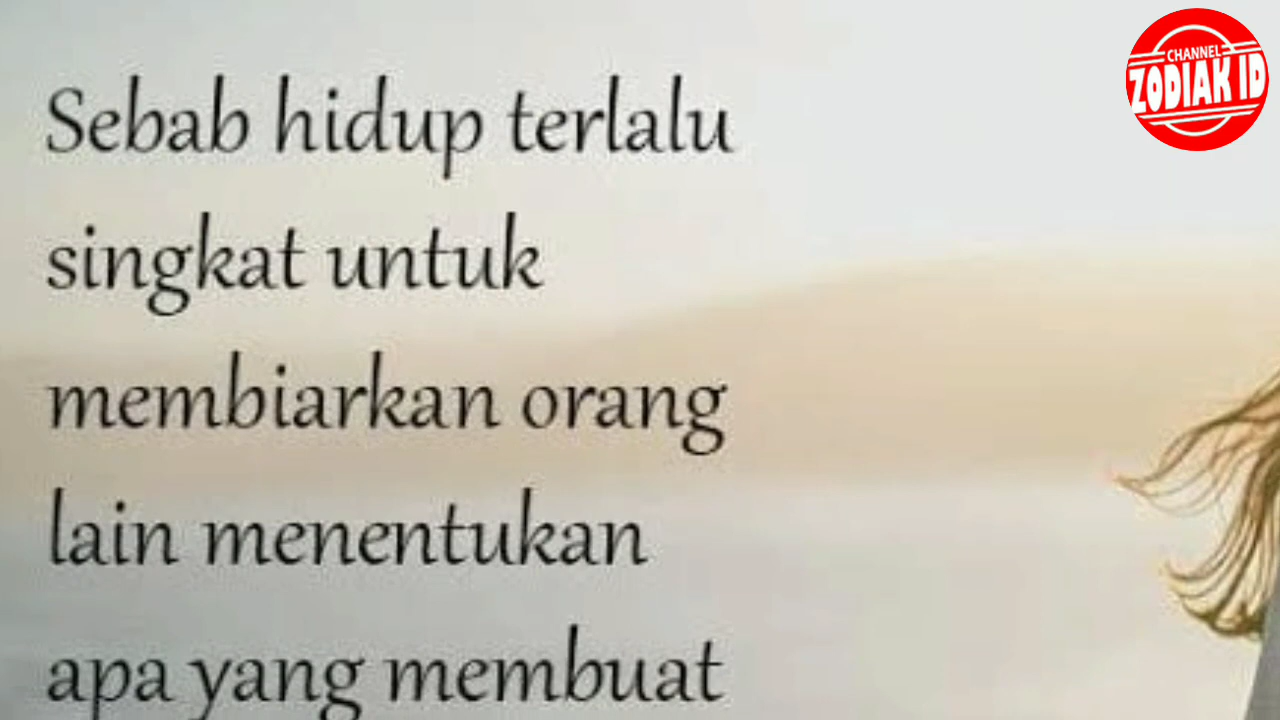 Sebab hidup terlalu
singkat untuk
membiarkan orang
lain menentukan
apa yang membuat
CHANNEL
ZODIAK ID